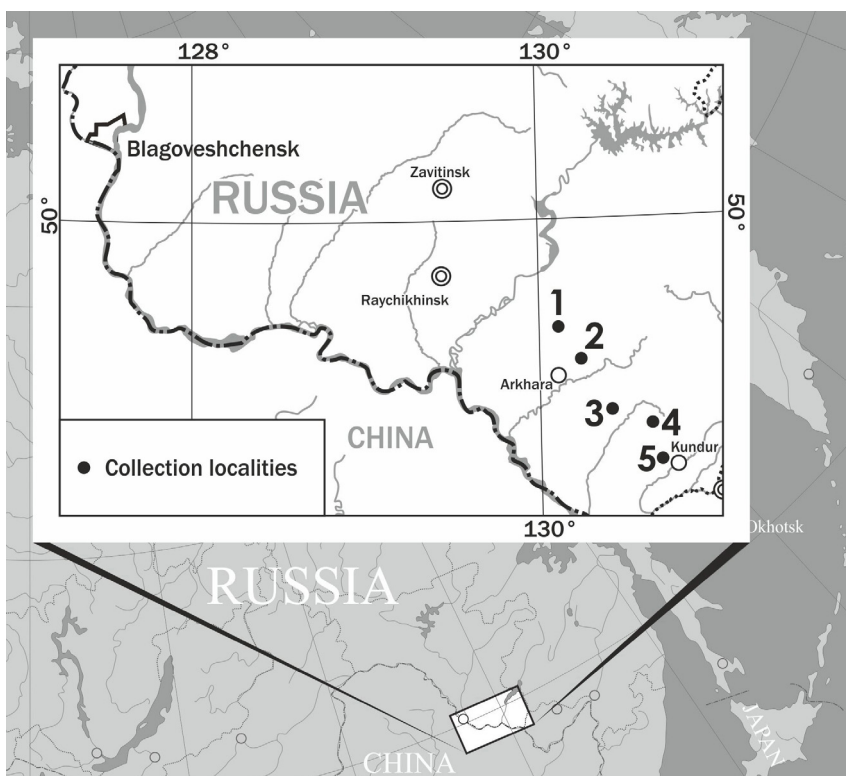 128°
130°
Blagoveshchensk
Zavitinsk
RUSSIA
50°
50°
Raychikhinsk
1
2
Arkhara
3
4
CHINA
Kundur
5
Collection localities
130°
Okhotsk
RUSSIA
JAPAN
CHINA